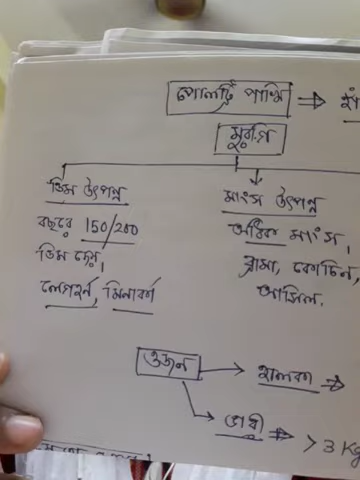 পোলট্রি পাখি ⇒ হাঁ
মুরগি
ডিম উৎপন্ন
বছরে 150/200
ডিম দেয়।
লেগহর্ন, মিনার্কা
মাংস উৎপন্ন
অধিক মাংস।
ব্রামা, কোচিন,
আসিল.
ওজন → হালকা ⇒
→ ভারী ⇒ > 3 Kg